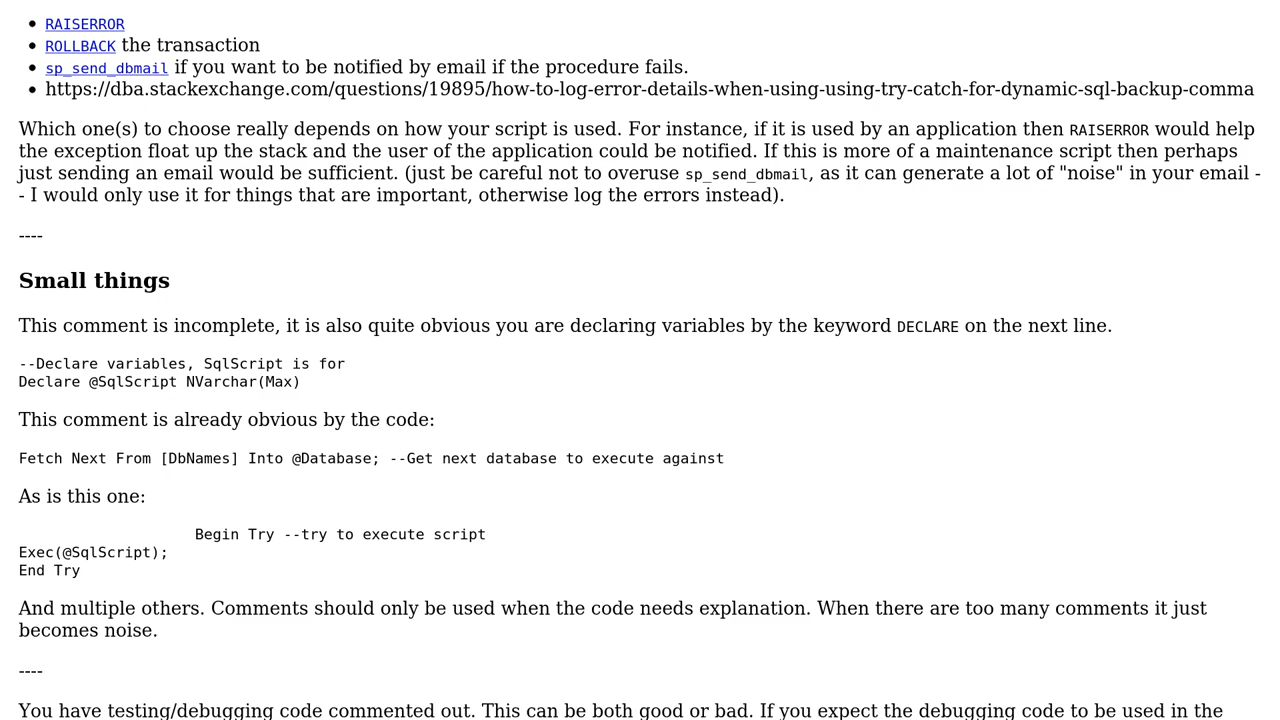 RAISERROR
ROLLBACK the transaction
sp_send_dbmail if you want to be notified by email if the procedure fails.
https://dba.stackexchange.com/questions/19895/how-to-log-error-details-when-using-using-try-catch-for-dynamic-sql-backup-comma
Which one(s) to choose really depends on how your script is used. For instance, if it is used by an application then RAISERROR would help
the exception float up the stack and the user of the application could be notified. If this is more of a maintenance script then perhaps
just sending an email would be sufficient. (just be careful not to overuse sp_send_dbmail, as it can generate a lot of "noise" in your email -
- I would only use it for things that are important, otherwise log the errors instead).
----
Small things
This comment is incomplete, it is also quite obvious you are declaring variables by the keyword DECLARE on the next line.
--Declare variables, SqlScript is for
Declare @SqlScript NVarchar(Max)
This comment is already obvious by the code:
Fetch Next From [DbNames] Into @Database; --Get next database to execute against
As is this one:
Begin Try --try to execute script
Exec(@SqlScript);
End Try
And multiple others. Comments should only be used when the code needs explanation. When there are too many comments it just
becomes noise.
----
You have testing/debugging code commented out. This can be both good or bad. If you expect the debugging code to be used in the